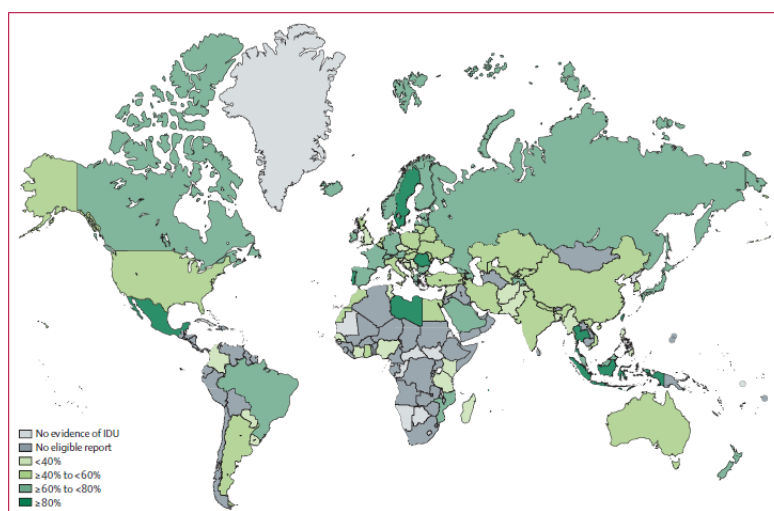 No evidence of IDU
No eligible report
<40%
≥40% to <60%
≥60% to <80%
≥80%